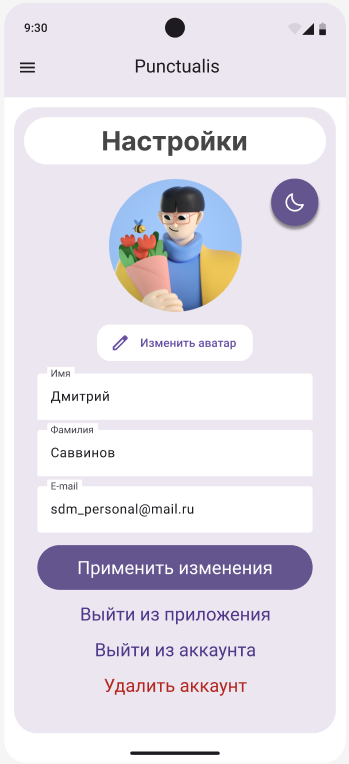 9:30
Punctualis
Настройки
Изменить аватар
Имя
Дмитрий
Фамилия
Саввинов
E-mail
sdm_personal@mail.ru
Применить изменения
Выйти из приложения
Выйти из аккаунта
Удалить аккаунт